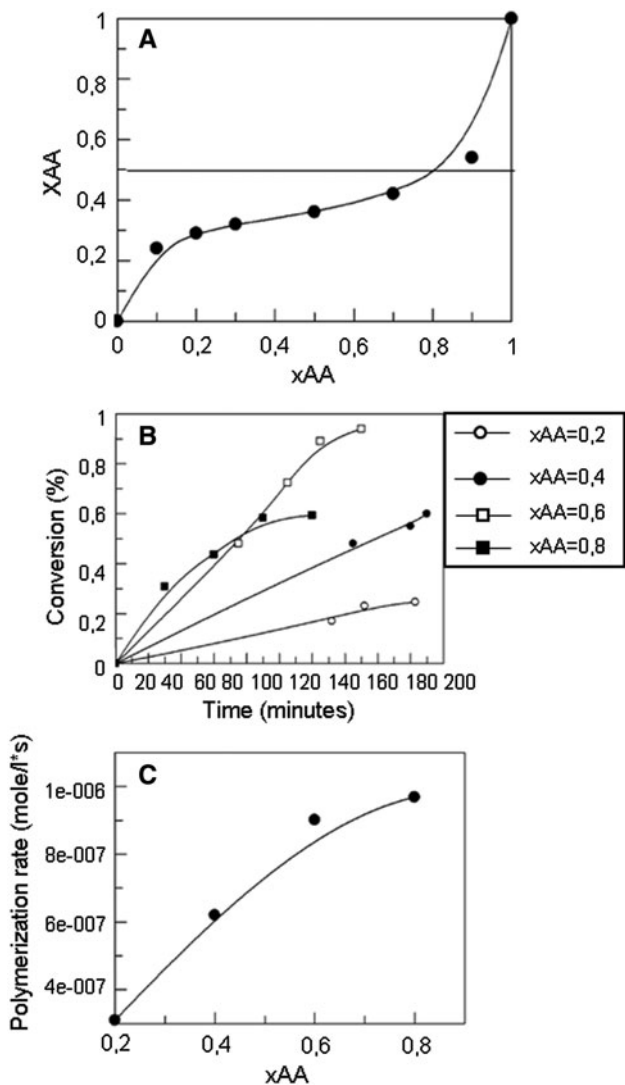 A
1
0,8
0,6
0,4
0,2
0
XAA
0 0,2 0,4 0,6 0,8 1
xAA
B
1
0,8
0,6
0,4
0,2
0
Conversion (%)
0 20 40 60 80 100 120 140 160 180 200
Time (minutes)
xAA=0,2
xAA=0,4
xAA=0,6
xAA=0,8
C
1e-006
8e-007
6e-007
4e-007
Polymerization rate (mole/l*s)
0,2 0,4 0,6 0,8
xAA